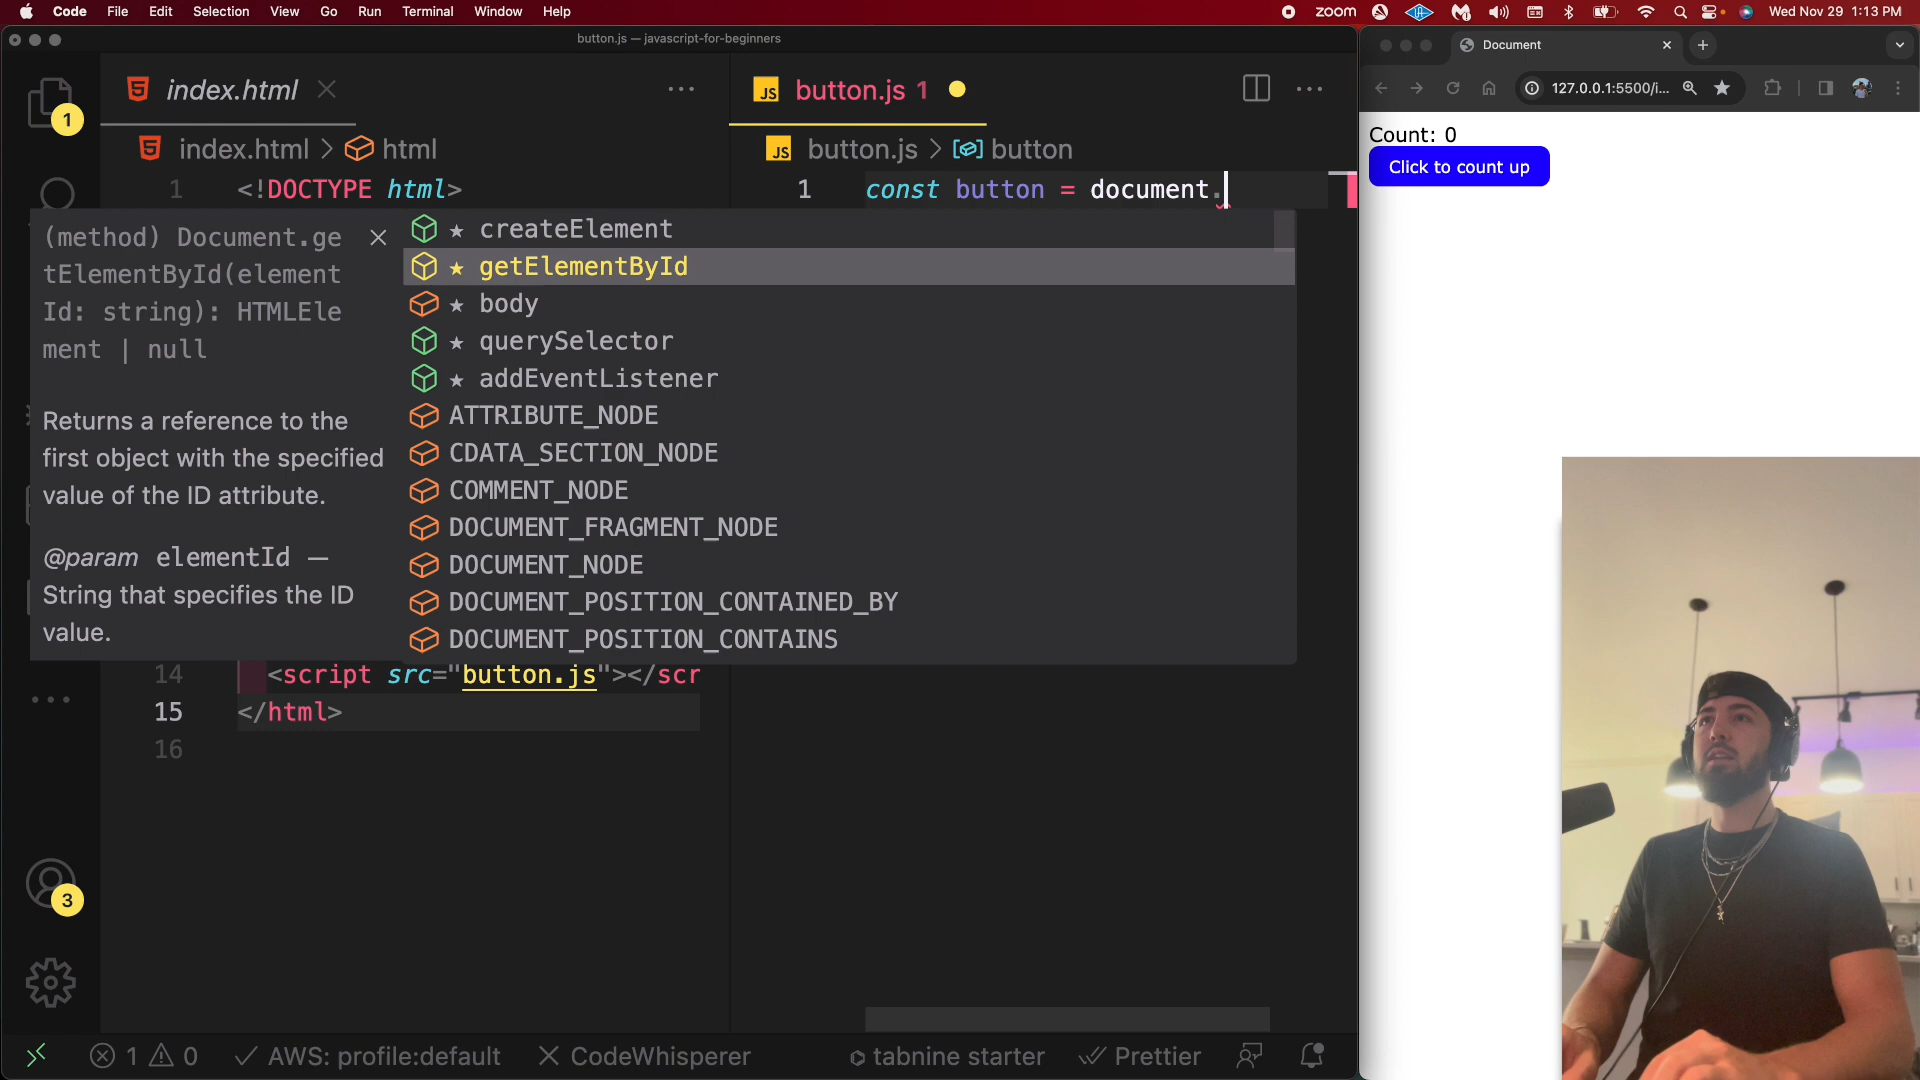 Code File Edit Selection View Go Run Terminal Window Help
zoom Wed Nov 29 1:13 PM
button.js — javascript-for-beginners
index.html
index.html > html
1 <!DOCTYPE html>
(method) Document.ge
tElementById(element
Id: string): HTMLEle
ment | null
Returns a reference to the
first object with the specified
value of the ID attribute.
@param elementId —
String that specifies the ID
value.
14 <script src="button.js"></scr
15 </html>
16
JS button.js 1
JS button.js > button
1 const button = document.
createElement
getElementById
body
querySelector
addEventListener
ATTRIBUTE_NODE
CDATA_SECTION_NODE
COMMENT_NODE
DOCUMENT_FRAGMENT_NODE
DOCUMENT_NODE
DOCUMENT_POSITION_CONTAINED_BY
DOCUMENT_POSITION_CONTAINS
1
3
1 0 AWS: profile:default CodeWhisperer tabnine starter Prettier
Document
127.0.0.1:5500/i...
Count: 0
Click to count up